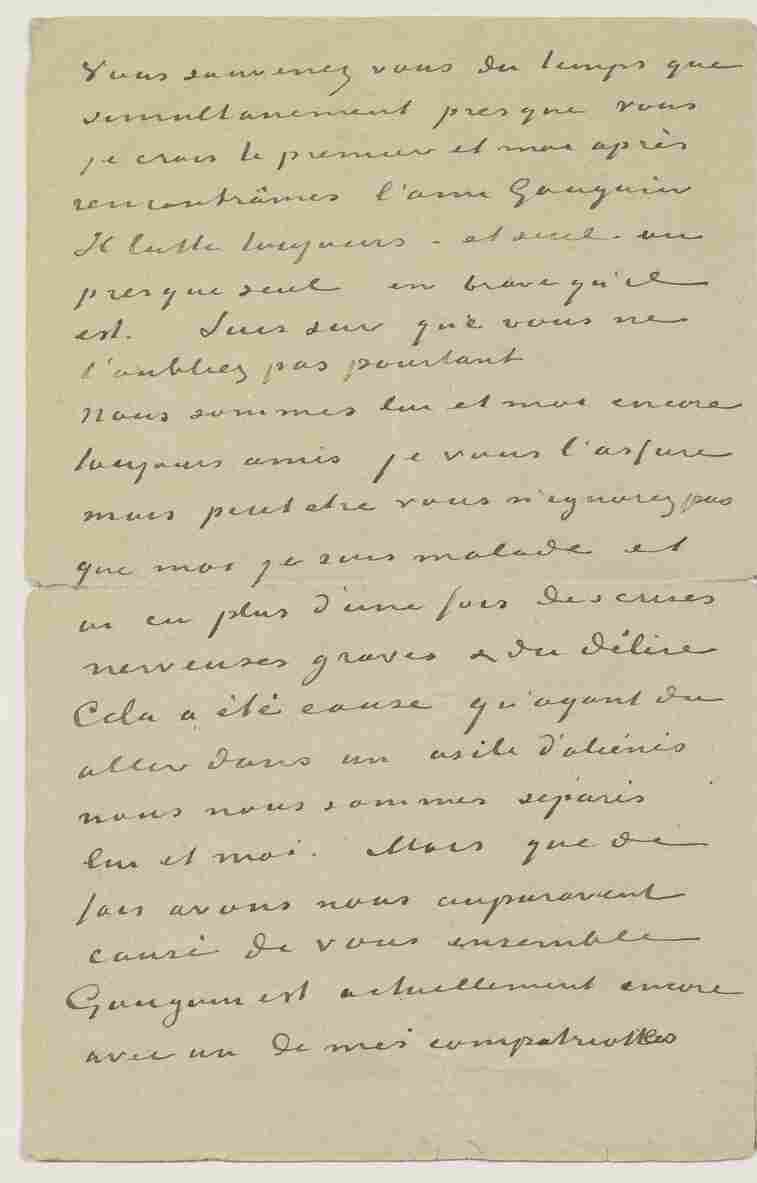 Vous souvenez vous du temps que
simultanement presque vous
je crois le premier et moi après
rencontrâmes l'ami Gauguin
Il lutte toujours – et seul – ou
presque seul en brave qu'il
est. Suis sur que vous ne
l'oubliez pas pourtant
Nous sommes lui et moi encore
toujours amis je vous l'assure
mais peut etre vous n'ignorez pas
que moi je suis malade et
ai eu plus d'une fois des crises
nerveuses graves & du délire
Cela a été cause qu'ayant du
aller dans un asile d'aliénés
nous nous sommes séparés
lui et moi. Mais que de
fois avons nous auparavant
causé de vous ensemble
Gauguin est actuellement encore
avec un de mes compatriottes